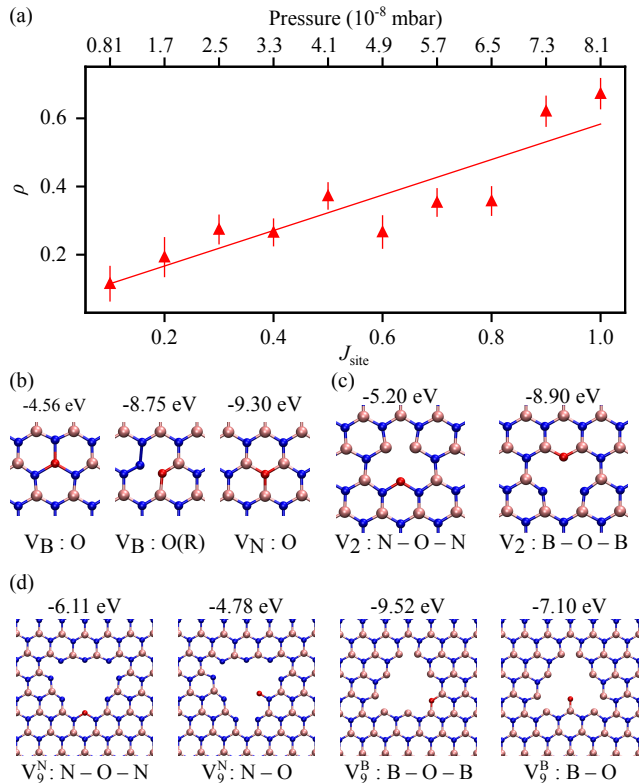 (a)
Pressure (10⁻⁸ mbar)
0.81 1.7 2.5 3.3 4.1 4.9 5.7 6.5 7.3 8.1
0.6
0.4
0.2
ρ
0.2 0.4 0.6 0.8 1.0
J_site
(b) (c)
-4.56 eV -8.75 eV -9.30 eV -5.20 eV -8.90 eV
V_B : O V_B : O(R) V_N : O V_2 : N – O – N V_2 : B – O – B
(d)
-6.11 eV -4.78 eV -9.52 eV -7.10 eV
V_9^N : N – O – N V_9^N : N – O V_9^B : B – O – B V_9^B : B – O